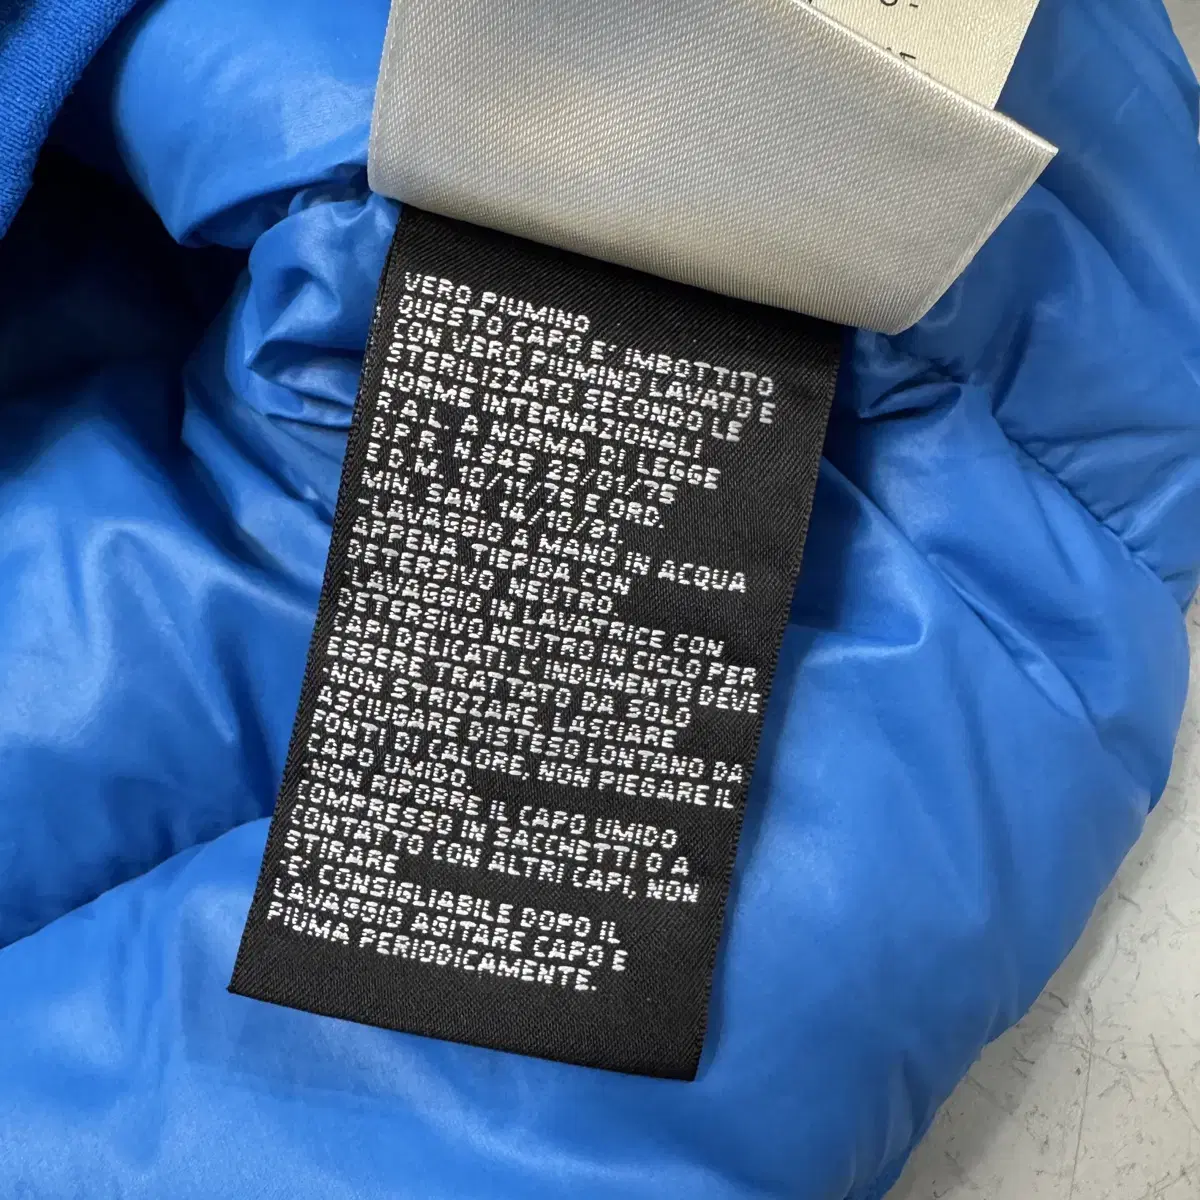 VERO PIUMINO
QUESTO CAPO E' IMBOTTITO
CON VERO PIUMINO LAVATO E
STERILIZZATO SECONDO LE
NORME INTERNAZIONALI
R.A.L. A NORMA DI LEGGE
D.P.R. N.845 23/01/75
E D.M. 10/11/76 E ORD.
MIN. SAN. 14/10/81.
-LAVAGGIO A MANO IN ACQUA
APPENA TIEPIDA CON
DETERSIVO NEUTRO.
-LAVAGGIO IN LAVATRICE CON
DETERSIVO NEUTRO IN CICLO PER
CAPI DELICATI. L'INDUMENTO DEVE
ESSERE TRATTATO DA SOLO
NON STRIZZARE, LASCIARE
ASCIUGARE DISTESO LONTANO DA
FONTI DI CALORE, NON PIEGARE IL
CAPO UMIDO.
-NON RIPORRE IL CAPO UMIDO
COMPRESSO IN SACCHETTI O A
CONTATTO CON ALTRI CAPI, NON
STIRARE
-E' CONSIGLIABILE DOPO IL
LAVAGGIO AGITARE CAPO E
PIUMA PERIODICAMENTE.